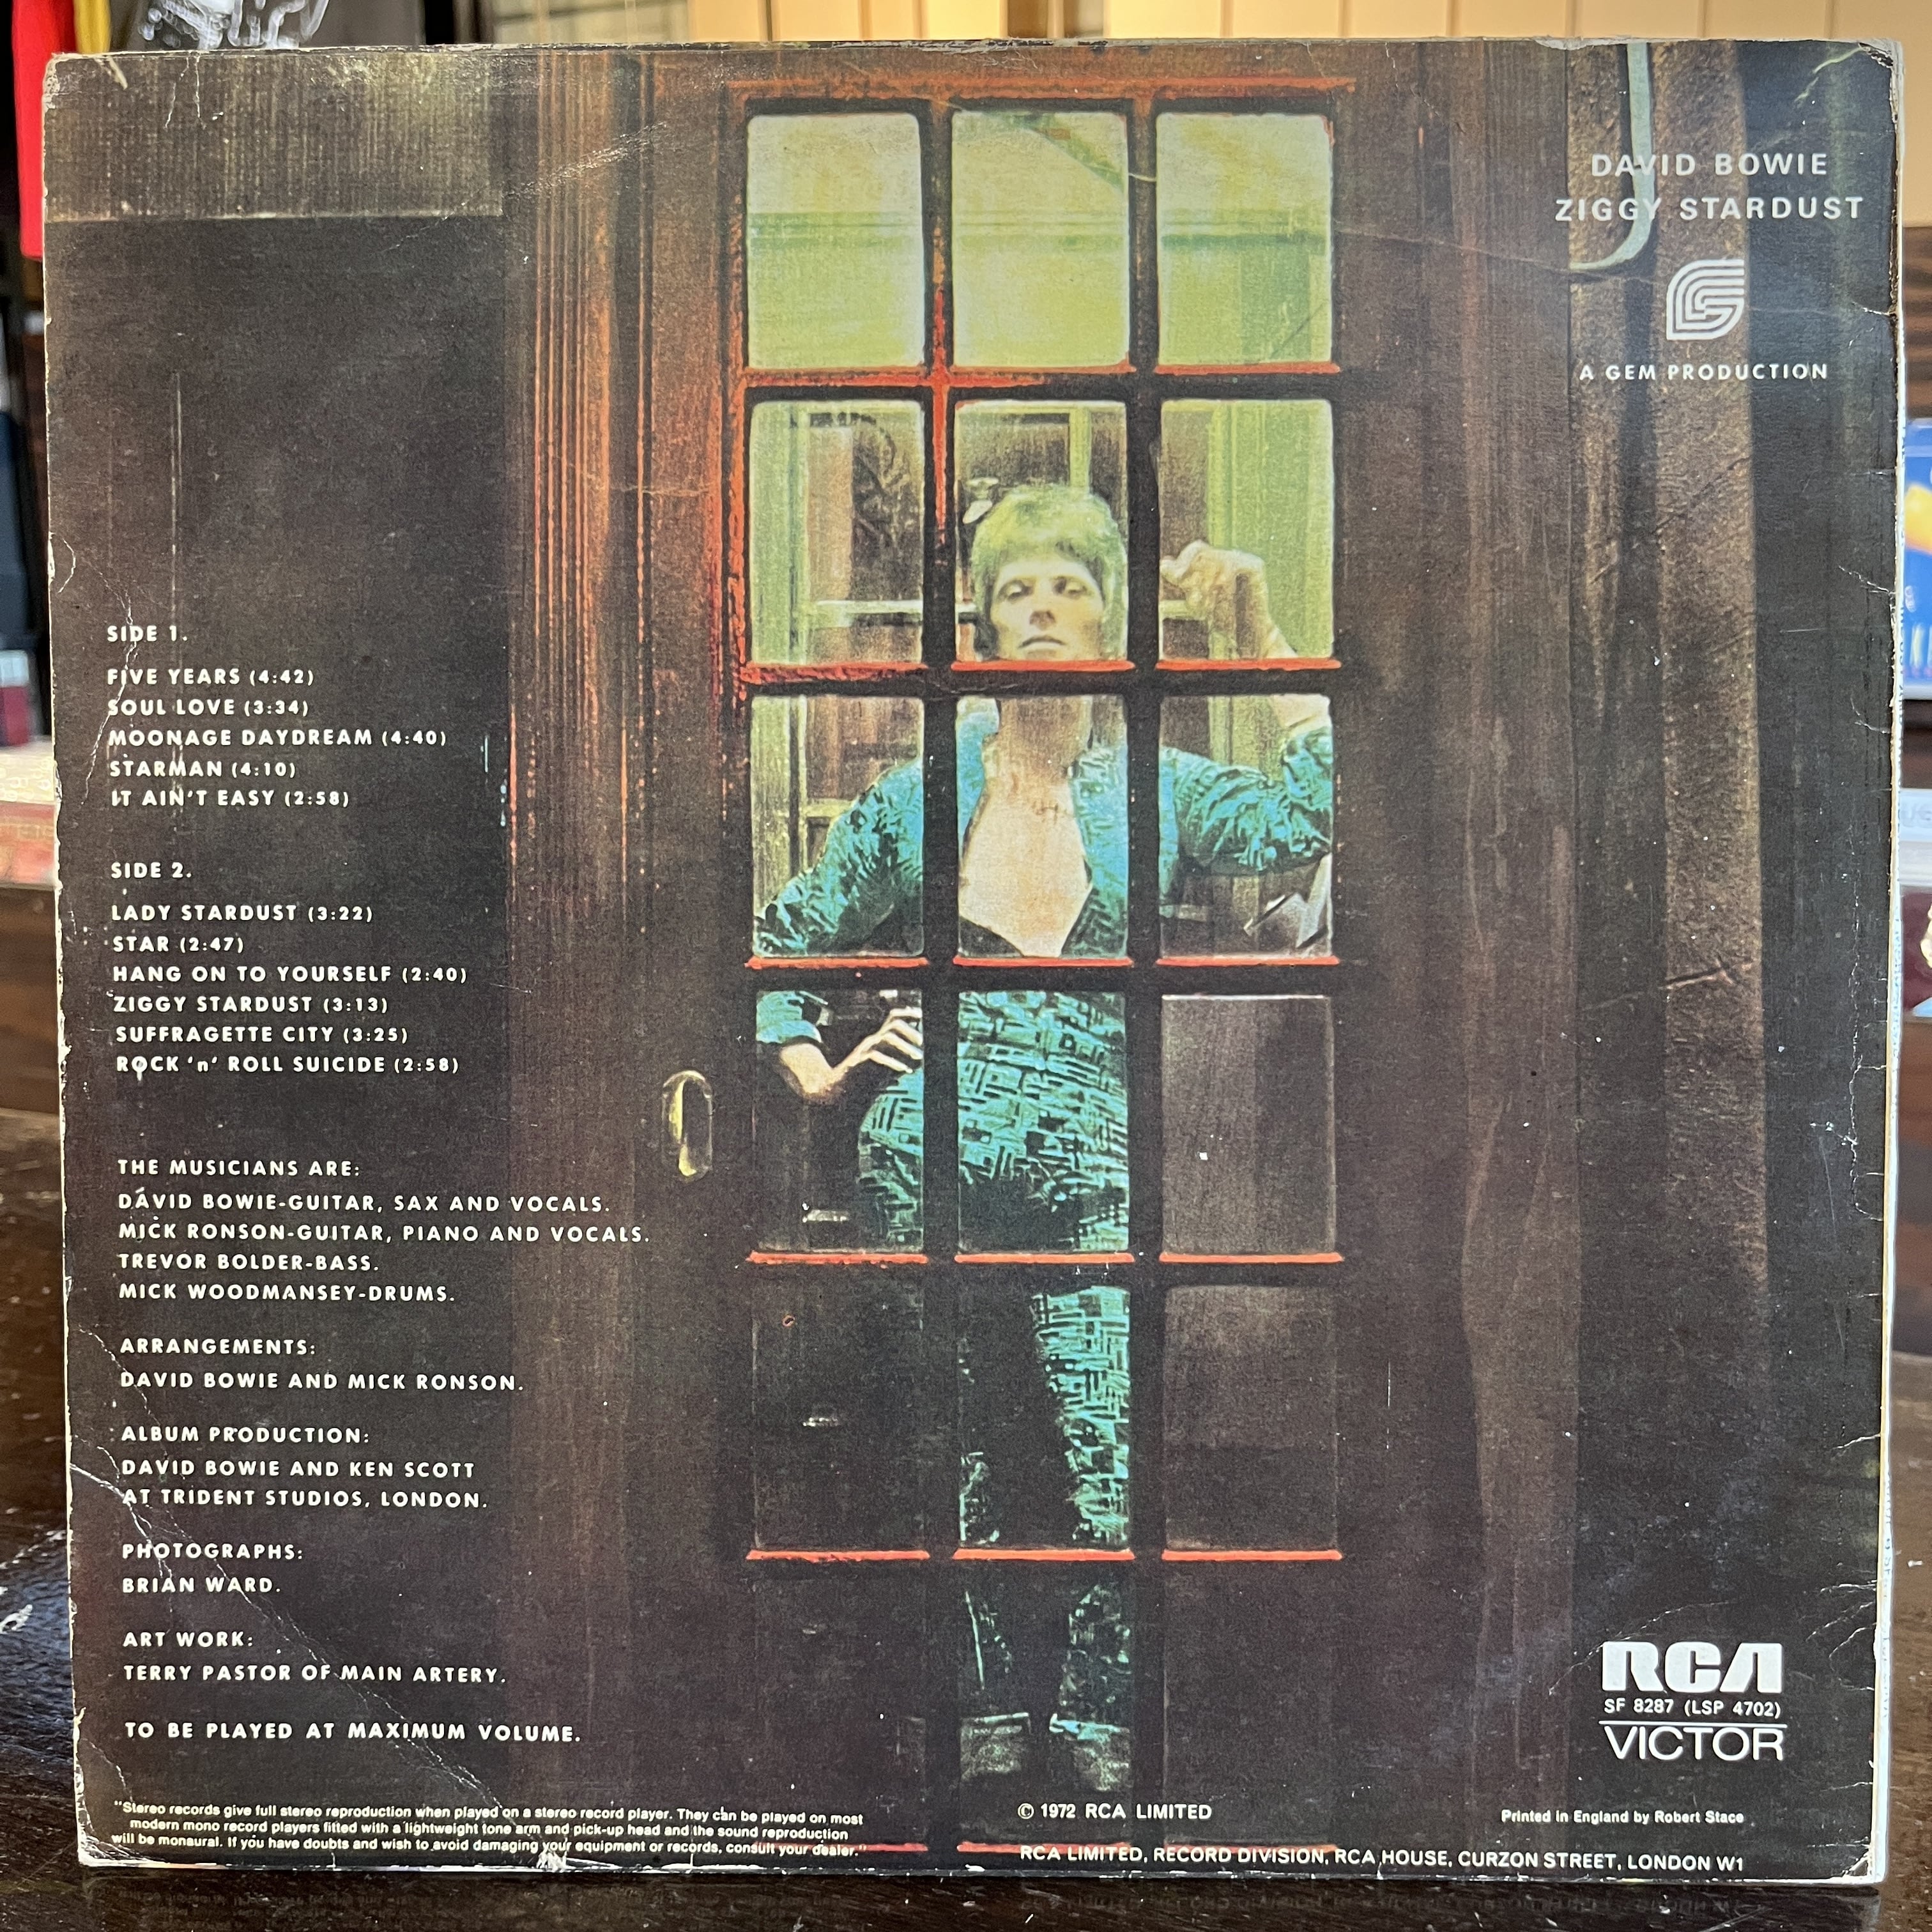 DAVID BOWIE
ZIGGY STARDUST
A GEM PRODUCTION
SIDE 1.
FIVE YEARS (4:42)
SOUL LOVE (3:34)
MOONAGE DAYDREAM (4:40)
STARMAN (4:10)
IT AIN'T EASY (2:58)
SIDE 2.
LADY STARDUST (3:22)
STAR (2:47)
HANG ON TO YOURSELF (2:40)
ZIGGY STARDUST (3:13)
SUFFRAGETTE CITY (3:25)
ROCK 'n' ROLL SUICIDE (2:58)
THE MUSICIANS ARE:
DAVID BOWIE-GUITAR, SAX AND VOCALS.
MICK RONSON-GUITAR, PIANO AND VOCALS.
TREVOR BOLDER-BASS.
MICK WOODMANSEY-DRUMS.
ARRANGEMENTS:
DAVID BOWIE AND MICK RONSON.
ALBUM PRODUCTION:
DAVID BOWIE AND KEN SCOTT
AT TRIDENT STUDIOS, LONDON.
PHOTOGRAPHS:
BRIAN WARD.
ART WORK:
TERRY PASTOR OF MAIN ARTERY.
TO BE PLAYED AT MAXIMUM VOLUME.
RCA
SF 8287 (LSP 4702)
VICTOR
"Stereo records give full stereo reproduction when played on a stereo record player. They can be played on most
modern mono record players fitted with a lightweight tone arm and pick-up head and the sound reproduction
will be monaural. If you have doubts and wish to avoid damaging your equipment or records, consult your dealer."
© 1972 RCA LIMITED
Printed in England by Robert Stace
RCA LIMITED, RECORD DIVISION, RCA HOUSE, CURZON STREET, LONDON W1